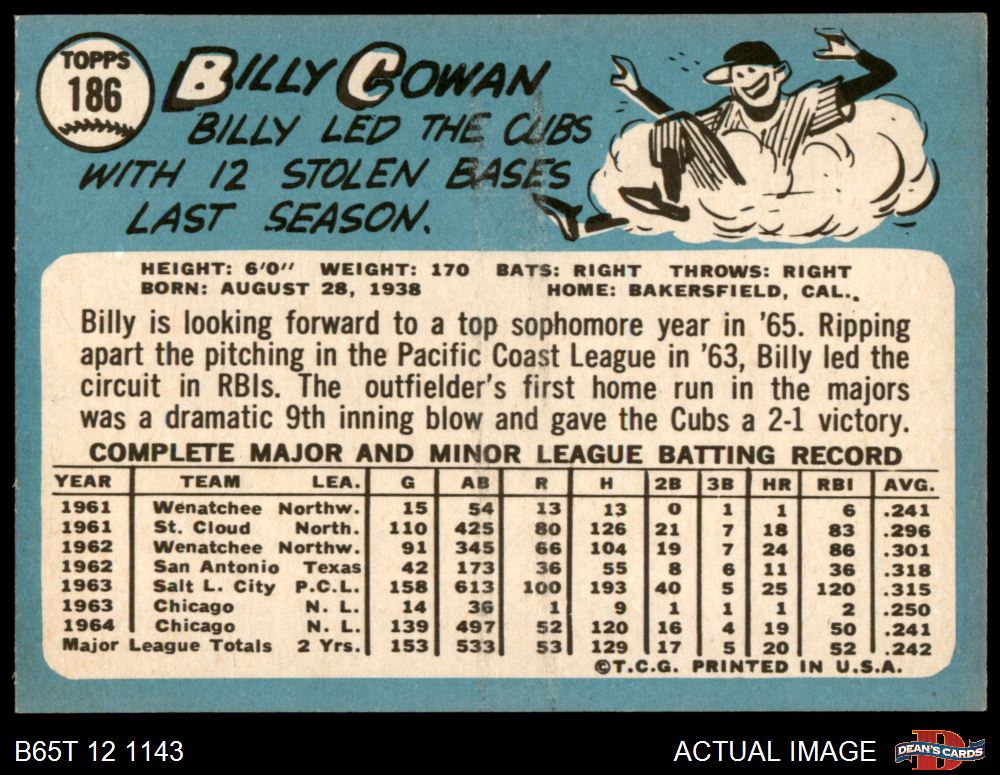 TOPPS
186
BILLY COWAN
BILLY LED THE CUBS
WITH 12 STOLEN BASES
LAST SEASON.
HEIGHT: 6'0" WEIGHT: 170 BATS: RIGHT THROWS: RIGHT
BORN: AUGUST 28, 1938 HOME: BAKERSFIELD, CAL.
Billy is looking forward to a top sophomore year in '65. Ripping
apart the pitching in the Pacific Coast League in '63, Billy led the
circuit in RBIs. The outfielder's first home run in the majors
was a dramatic 9th inning blow and gave the Cubs a 2-1 victory.
COMPLETE MAJOR AND MINOR LEAGUE BATTING RECORD
YEAR TEAM LEA. G AB R H 2B 3B HR RBI AVG.
1961 Wenatchee Northw. 15 54 13 13 0 1 1 6 .241
1961 St. Cloud North. 110 425 80 126 21 7 18 83 .296
1962 Wenatchee Northw. 91 345 66 104 19 7 24 86 .301
1962 San Antonio Texas 42 173 36 55 8 6 11 36 .318
1963 Salt L. City P.C.L. 158 613 100 193 40 5 25 120 .315
1963 Chicago N. L. 14 36 1 9 1 1 1 2 .250
1964 Chicago N. L. 139 497 52 120 16 4 19 50 .241
Major League Totals 2 Yrs. 153 533 53 129 17 5 20 52 .242
©T.C.G. PRINTED IN U.S.A.
B65T 12 1143 ACTUAL IMAGE D DEAN'S CARDS